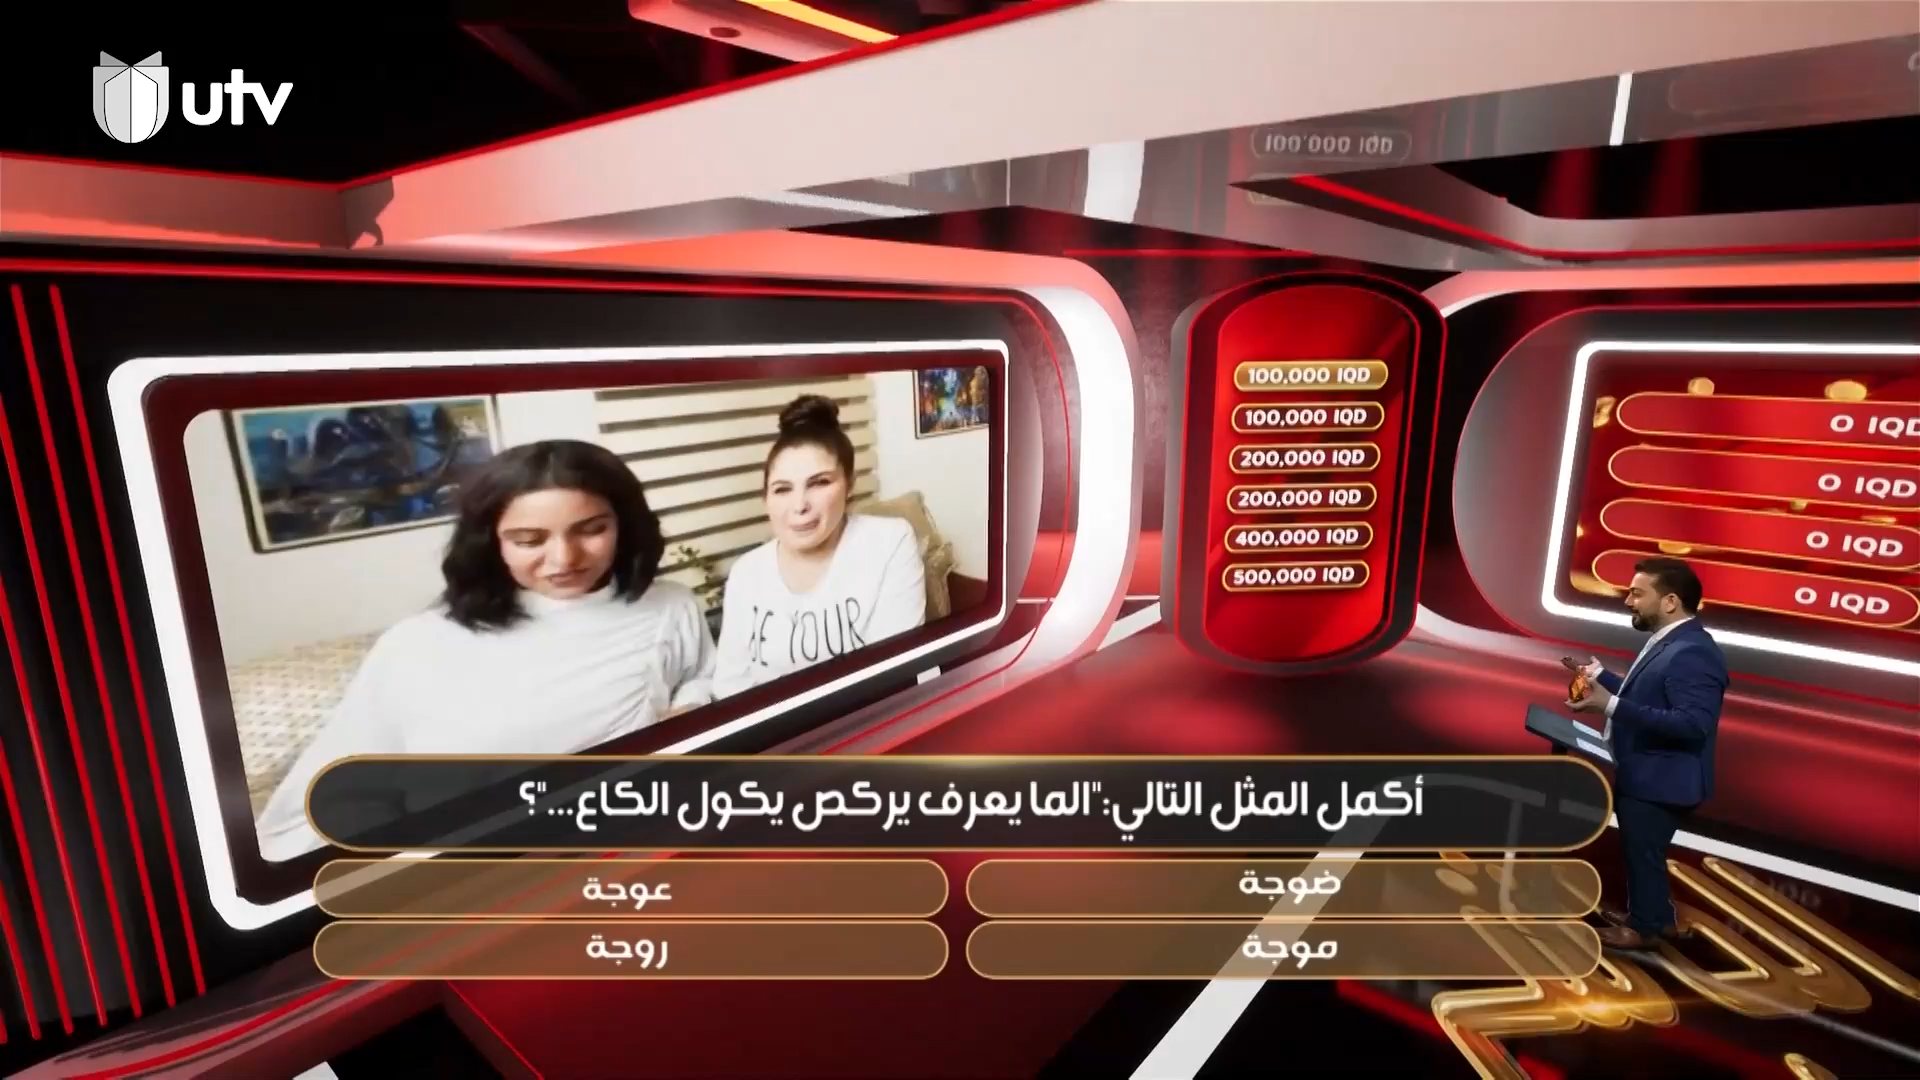 utv
100'000 IQD
100,000 IQD
100,000 IQD
200,000 IQD
200,000 IQD
400,000 IQD
500,000 IQD
0 IQD
0 IQD
0 IQD
0 IQD
BE YOUR
أكمل المثل التالي:"الما يعرف يركص يكول الكاع..."؟
ضوجة
عوجة
موجة
روجة